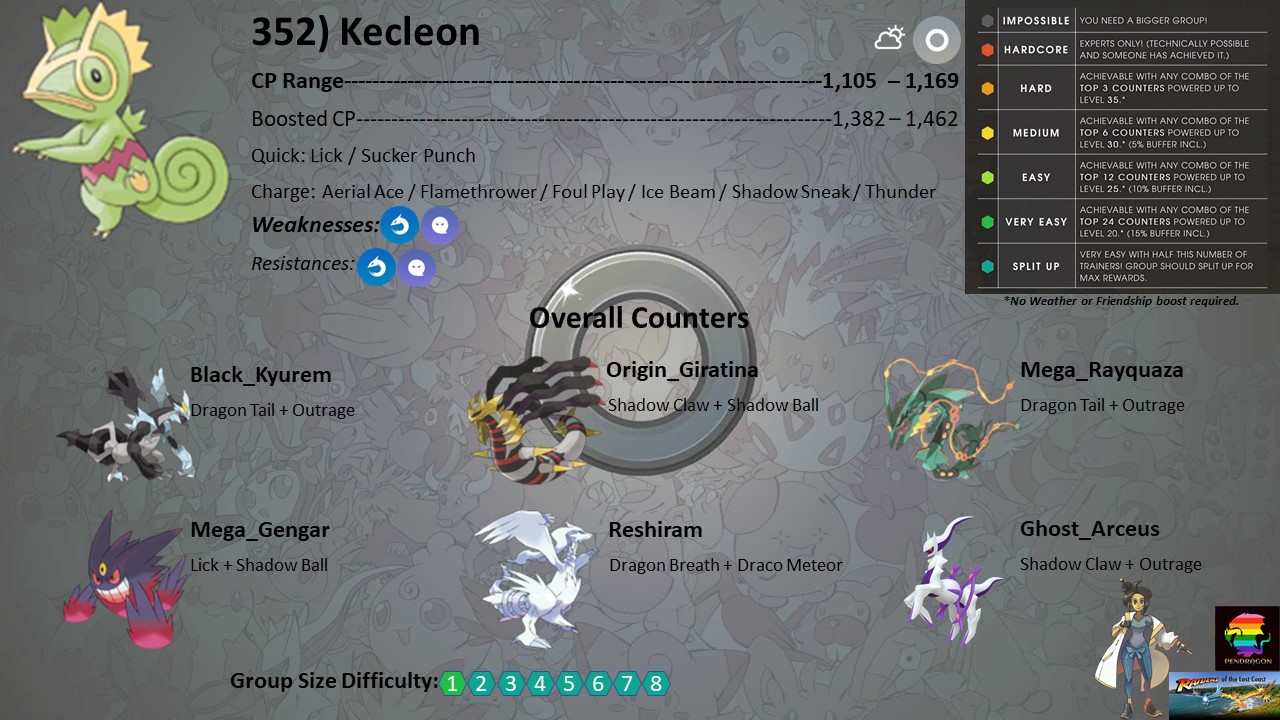 352) Kecleon
CP Range--------------------------------------------------------------------1,105 – 1,169
Boosted CP--------------------------------------------------------------------1,382 – 1,462
Quick: Lick / Sucker Punch
Charge: Aerial Ace / Flamethrower / Foul Play / Ice Beam / Shadow Sneak / Thunder
Weaknesses:
Resistances:
IMPOSSIBLE YOU NEED A BIGGER GROUP!
HARDCORE EXPERTS ONLY! (TECHNICALLY POSSIBLE
AND SOMEONE HAS ACHIEVED IT.)
HARD ACHIEVABLE WITH ANY COMBO OF THE
TOP 3 COUNTERS POWERED UP TO
LEVEL 35.*
MEDIUM ACHIEVABLE WITH ANY COMBO OF THE
TOP 6 COUNTERS POWERED UP TO
LEVEL 30.* (5% BUFFER INCL.)
EASY ACHIEVABLE WITH ANY COMBO OF THE
TOP 12 COUNTERS POWERED UP TO
LEVEL 25.* (10% BUFFER INCL.)
VERY EASY ACHIEVABLE WITH ANY COMBO OF THE
TOP 24 COUNTERS POWERED UP TO
LEVEL 20.* (15% BUFFER INCL.)
SPLIT UP VERY EASY WITH HALF THIS NUMBER OF
TRAINERS! GROUP SHOULD SPLIT UP FOR
MAX REWARDS.
*No Weather or Friendship boost required.
Overall Counters
Black_Kyurem
Dragon Tail + Outrage
Origin_Giratina
Shadow Claw + Shadow Ball
Mega_Rayquaza
Dragon Tail + Outrage
Mega_Gengar
Lick + Shadow Ball
Reshiram
Dragon Breath + Draco Meteor
Ghost_Arceus
Shadow Claw + Outrage
Group Size Difficulty: 1 2 3 4 5 6 7 8
PENDROGON
RAIDERS of the Lost Coast